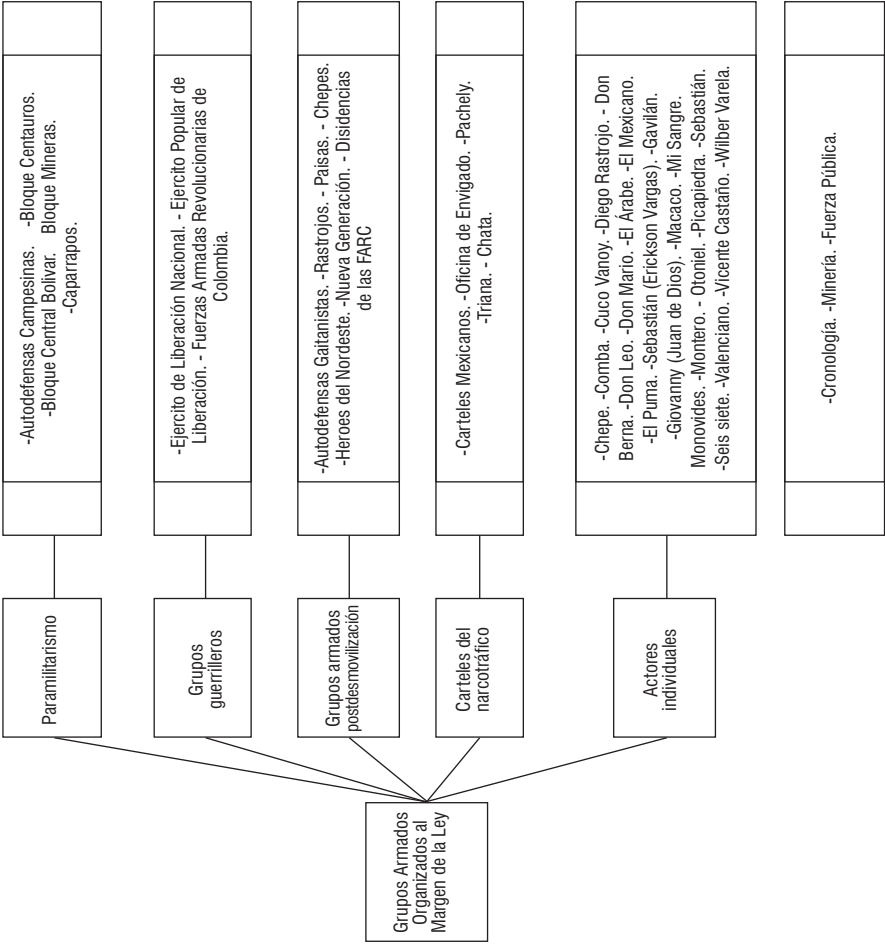 Grupos Armados
Organizados al
Margen de la Ley
Paramilitarismo
-Autodefensas Campesinas. -Bloque Centauros.
-Bloque Central Bolivar. Bloque Mineras.
-Caparrapos.
Grupos
guerrilleros
-Ejercito de Liberación Nacional. - Ejercito Popular de
Liberación. - Fuerzas Armadas Revolucionarias de
Colombia.
Grupos armados
postdesmovilización
-Autodefensas Gaitanistas. -Rastrojos. - Paisas. - Chepes.
-Heroes del Nordeste. -Nueva Generación. - Disidencias
de las FARC
Carteles del
narcotráfico
-Carteles Mexicanos. -Oficina de Envigado. -Pachely.
-Triana. - Chata.
Actores
individuales
-Chepe. -Comba. -Cuco Vanoy. -Diego Rastrojo. - Don
Berna. -Don Leo. -Don Mario. -El Árabe. -El Mexicano.
-El Puma. -Sebastián (Erickson Vargas). -Gavilán.
-Giovanny (Juan de Dios). -Macaco. -Mi Sangre.
Monovides. -Montero. - Otoniel. -Picapiedra. -Sebastián.
-Seis siete. -Valenciano. -Vicente Castaño. -Wilber Varela.
-Cronología. -Minería. -Fuerza Pública.